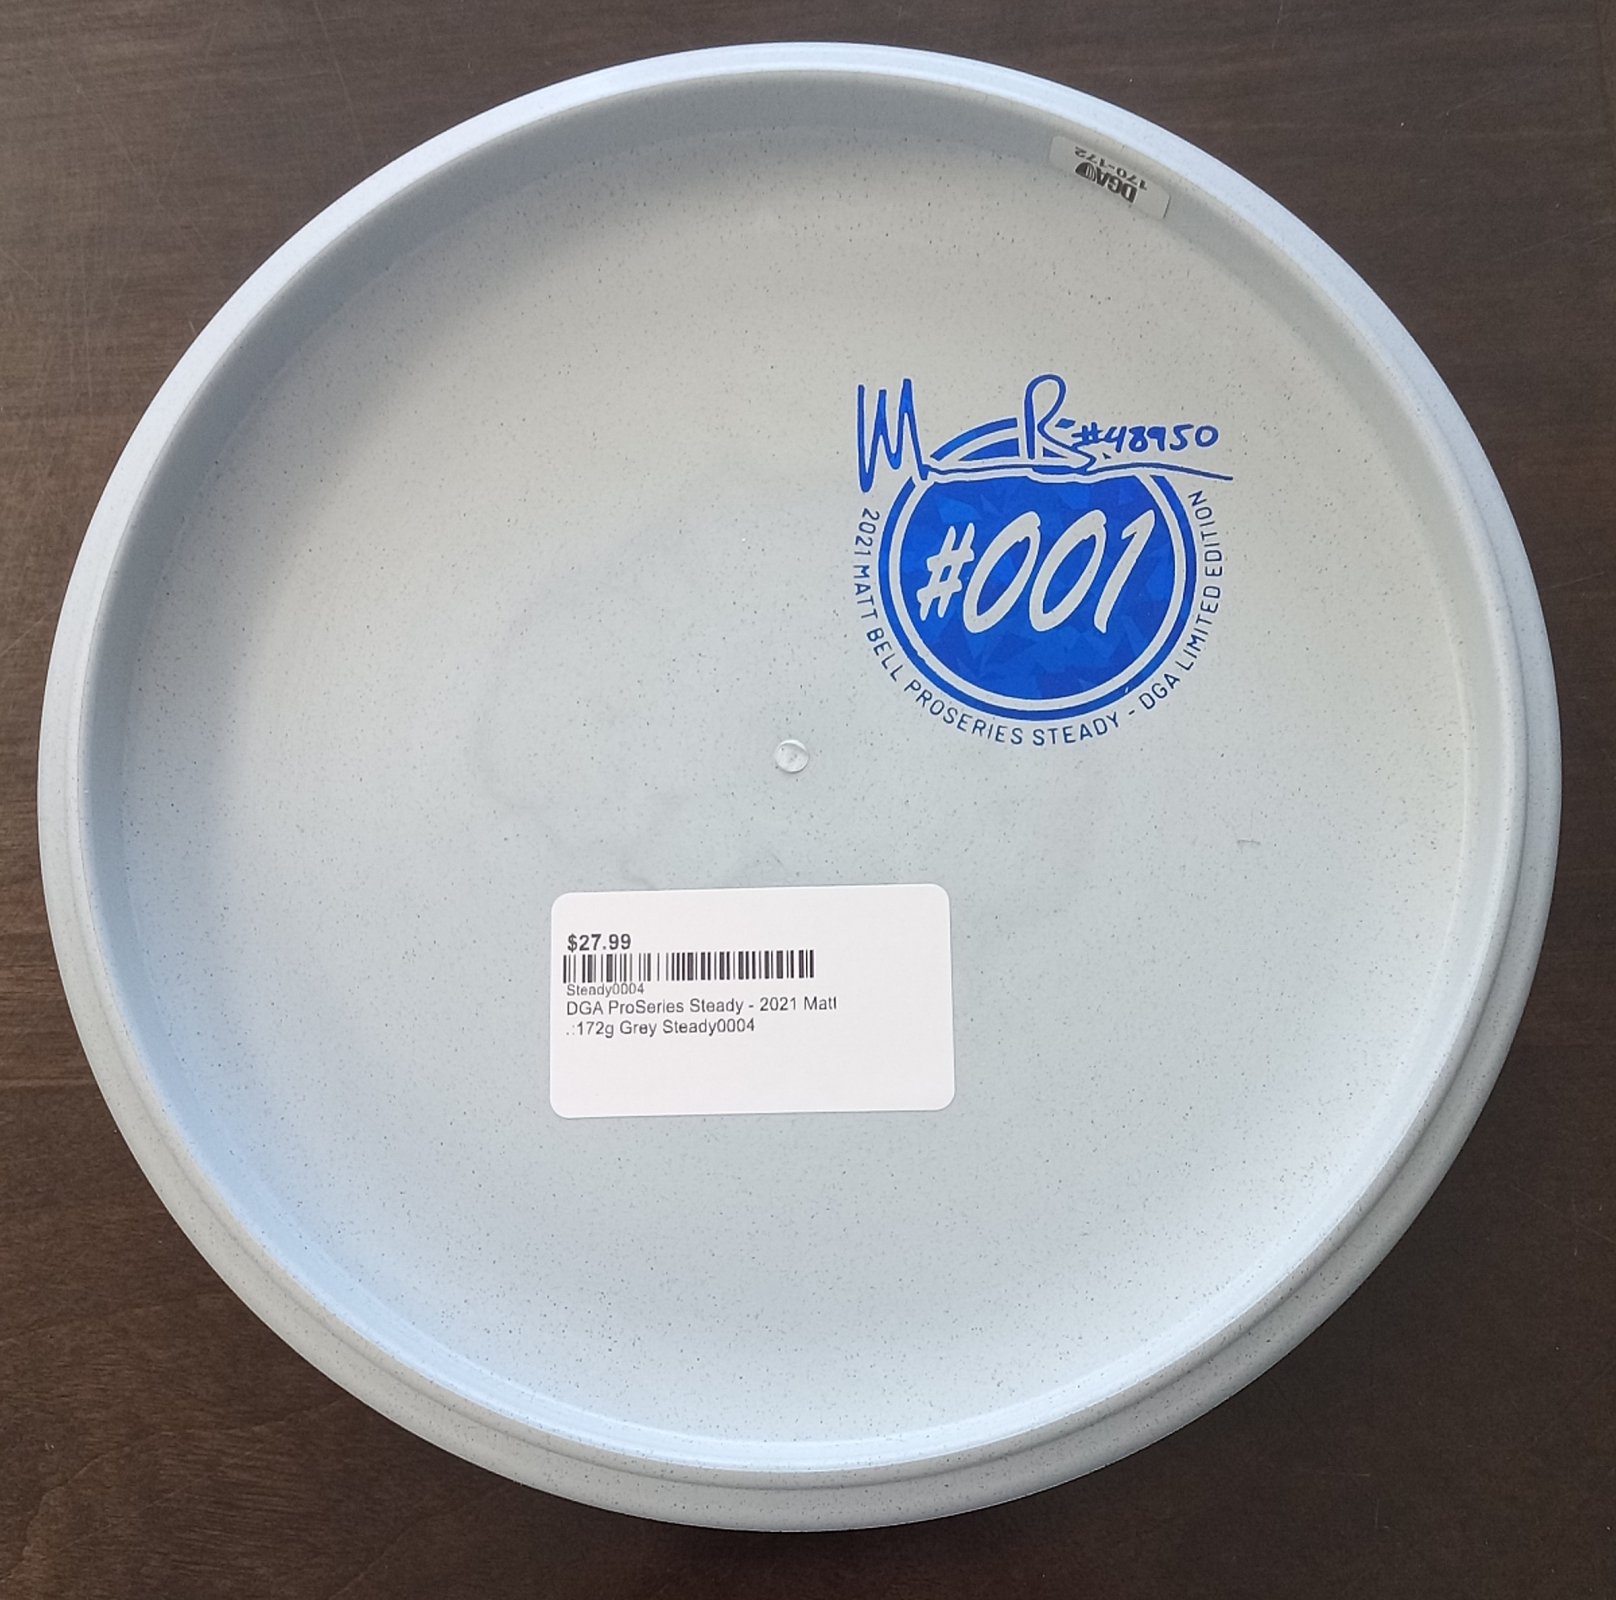 DGA
170-172
#48950
#001
2021 MATT BELL PROSERIES STEADY - DGA LIMITED EDITION
$27.99
Steady0004
DGA ProSeries Steady - 2021 Matt
.:172g Grey Steady0004